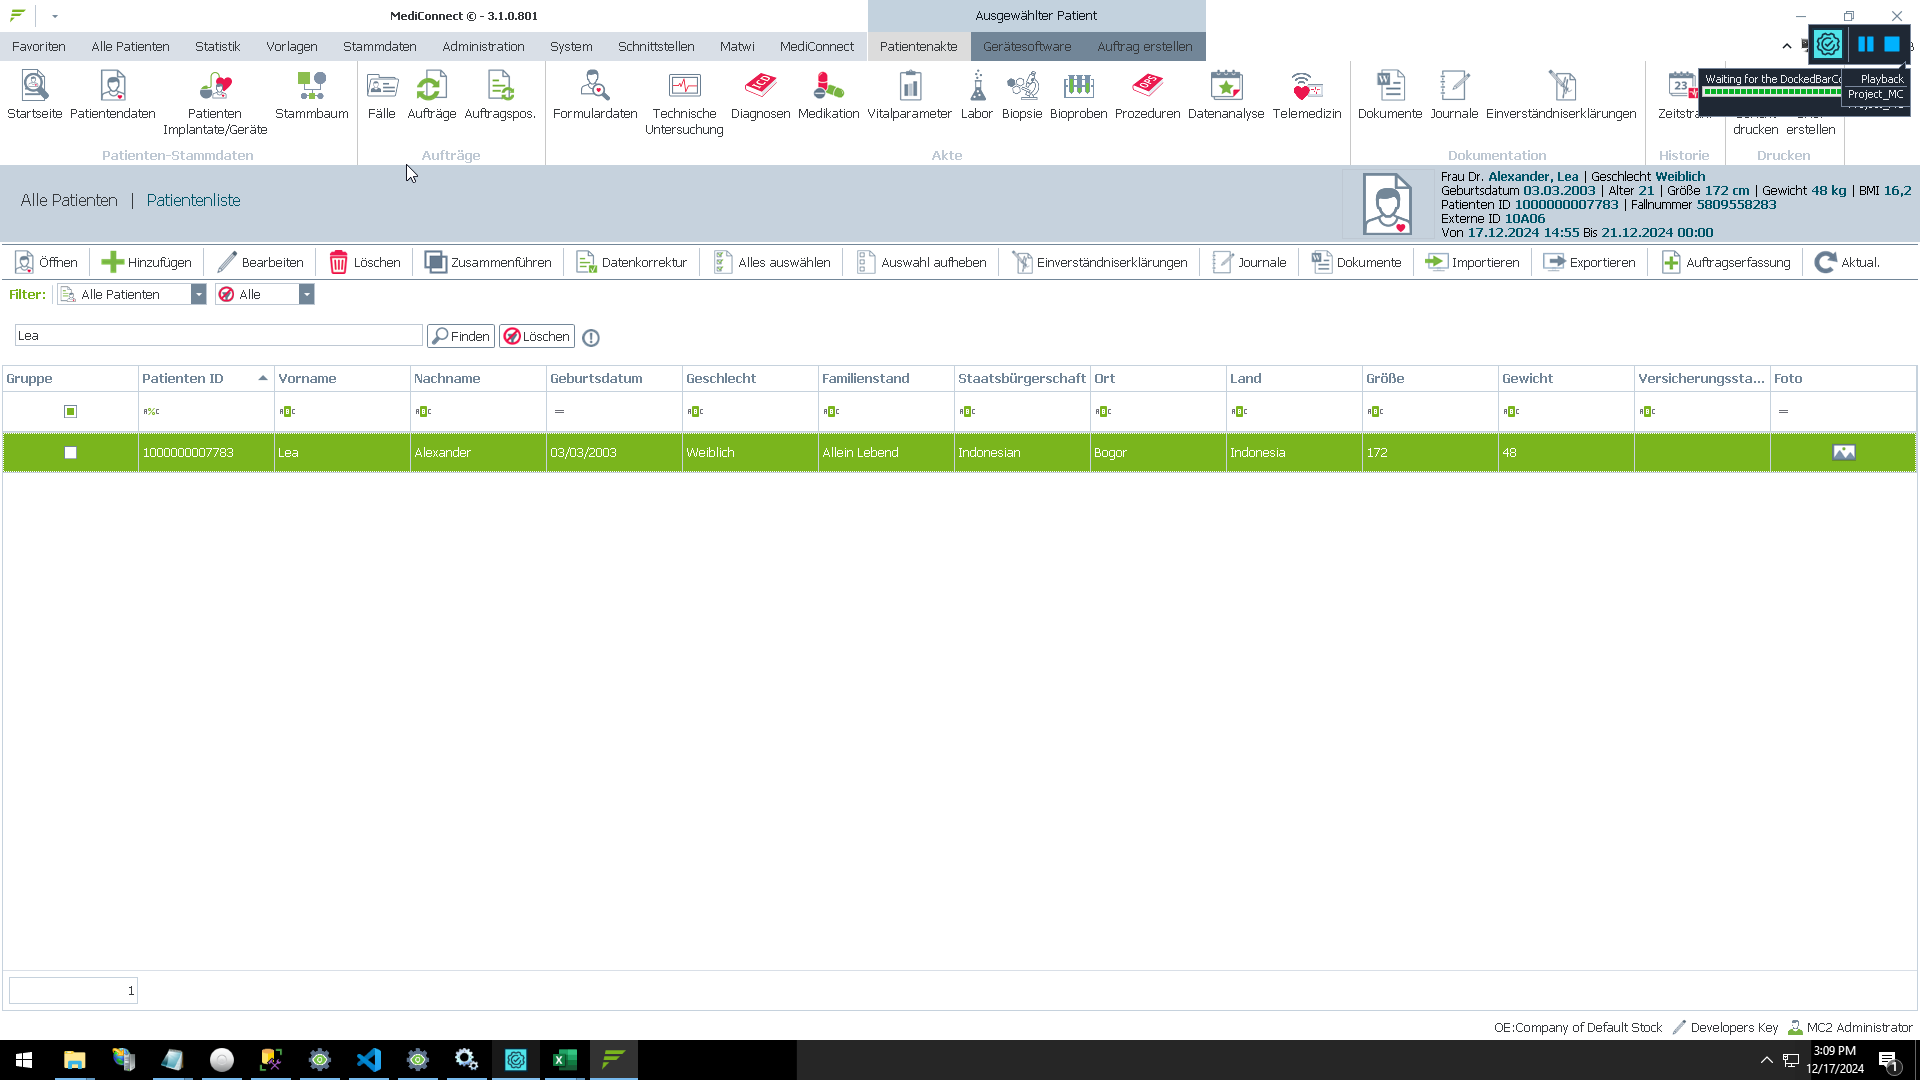 MediConnect © - 3.1.0.801
Ausgewählter Patient
Favoriten Alle Patienten Statistik Vorlagen Stammdaten Administration System Schnittstellen Matwi MediConnect Patientenakte Gerätesoftware Auftrag erstellen
Waiting for the DockedBarCo
Playback
Project_MC
Startseite Patientendaten Patienten Implantate/Geräte Stammbaum
Patienten-Stammdaten
Fälle Aufträge Auftragspos.
Aufträge
Formulardaten Technische Untersuchung Diagnosen Medikation Vitalparameter Labor Biopsie Bioproben Prozeduren Datenanalyse Telemedizin
Akte
Dokumente Journale Einverständniserklärungen
Dokumentation
Historie
drucken erstellen
Drucken
Alle Patienten | Patientenliste
Frau Dr. Alexander, Lea | Geschlecht Weiblich
Geburtsdatum 03.03.2003 | Alter 21 | Größe 172 cm | Gewicht 48 kg | BMI 16,2
Patienten ID 1000000007783 | Fallnummer 5809558283
Externe ID 10A06
Von 17.12.2024 14:55 Bis 21.12.2024 00:00
Öffnen Hinzufügen Bearbeiten Löschen Zusammenführen Datenkorrektur Alles auswählen Auswahl aufheben Einverständniserklärungen Journale Dokumente Importieren Exportieren Auftragserfassung Aktual.
Filter: Alle Patienten Alle
Lea Finden Löschen
Gruppe Patienten ID Vorname Nachname Geburtsdatum Geschlecht Familienstand Staatsbürgerschaft Ort Land Größe Gewicht Versicherungssta... Foto
1000000007783 Lea Alexander 03/03/2003 Weiblich Allein Lebend Indonesian Bogor Indonesia 172 48
1
OE:Company of Default Stock Developers Key MC2 Administrator
3:09 PM
12/17/2024
1